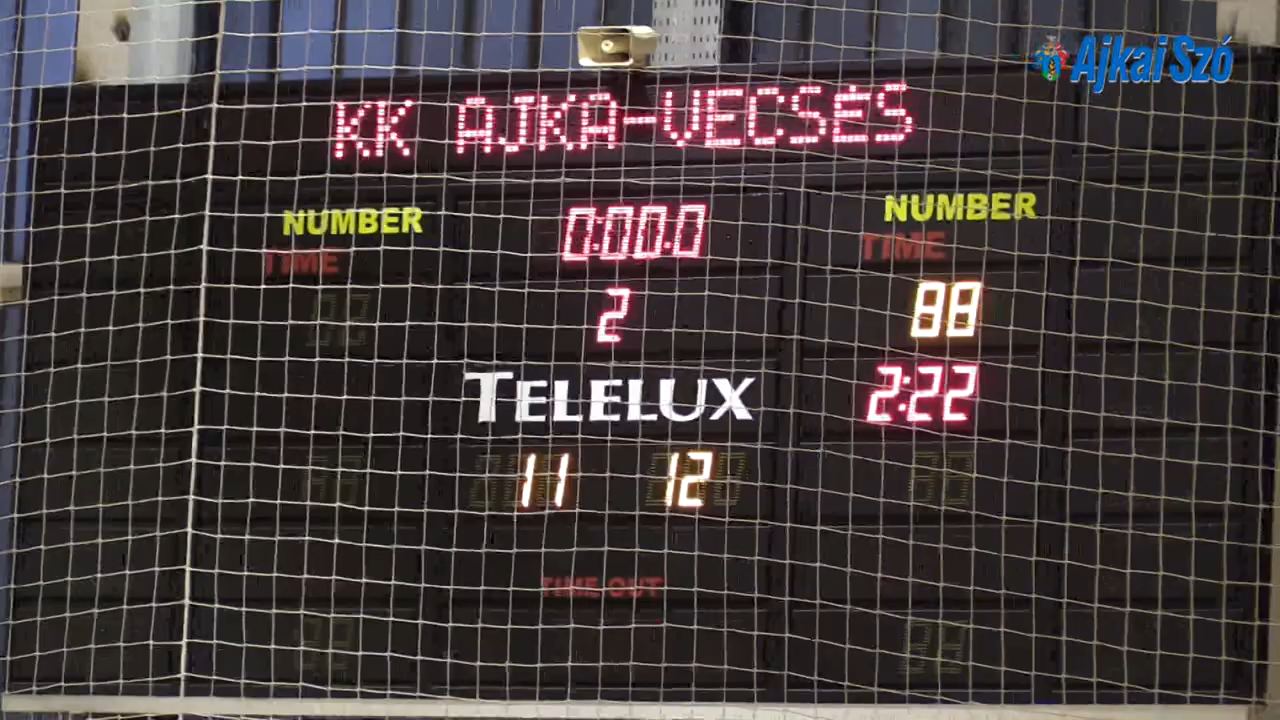 Ajkai Szó
KK AJKA-VECSÉS
NUMBER
0:00.0
NUMBER
TIME
TIME
2
88
TELELUX
2:22
11
12
TIME OUT